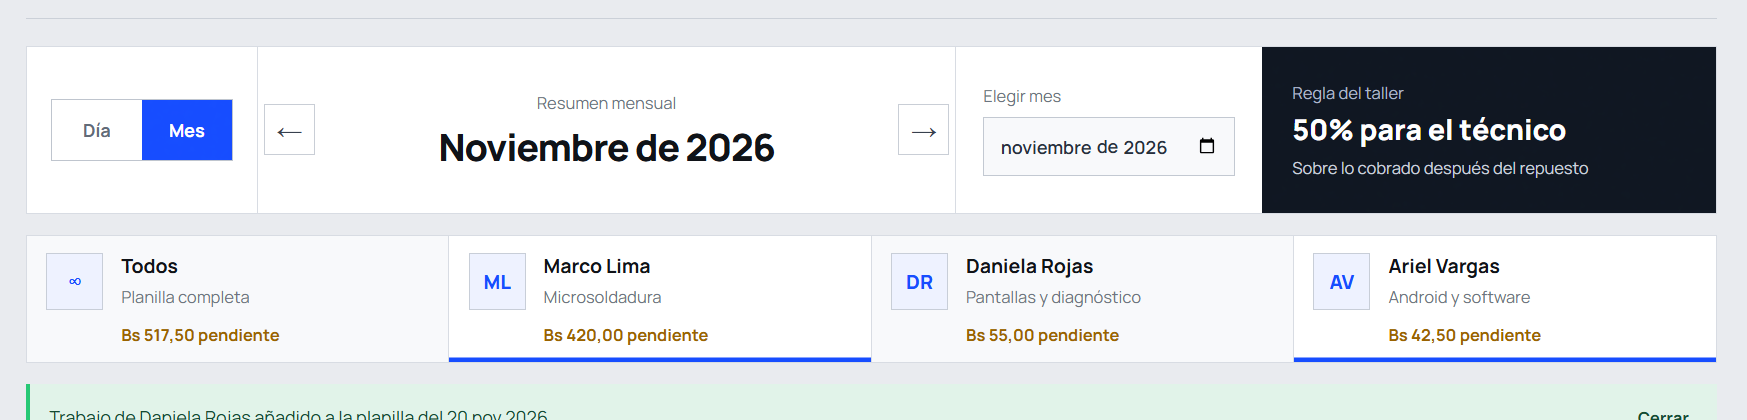 Día
Mes
←
Resumen mensual
Noviembre de 2026
→
Elegir mes
noviembre de 2026
Regla del taller
50% para el técnico
Sobre lo cobrado después del repuesto
∞
Todos
Planilla completa
Bs 517,50 pendiente
ML
Marco Lima
Microsoldadura
Bs 420,00 pendiente
DR
Daniela Rojas
Pantallas y diagnóstico
Bs 55,00 pendiente
AV
Ariel Vargas
Android y software
Bs 42,50 pendiente
Trabajo de Daniela Rojas añadido a la planilla del 20 nov 2026
Cerrar